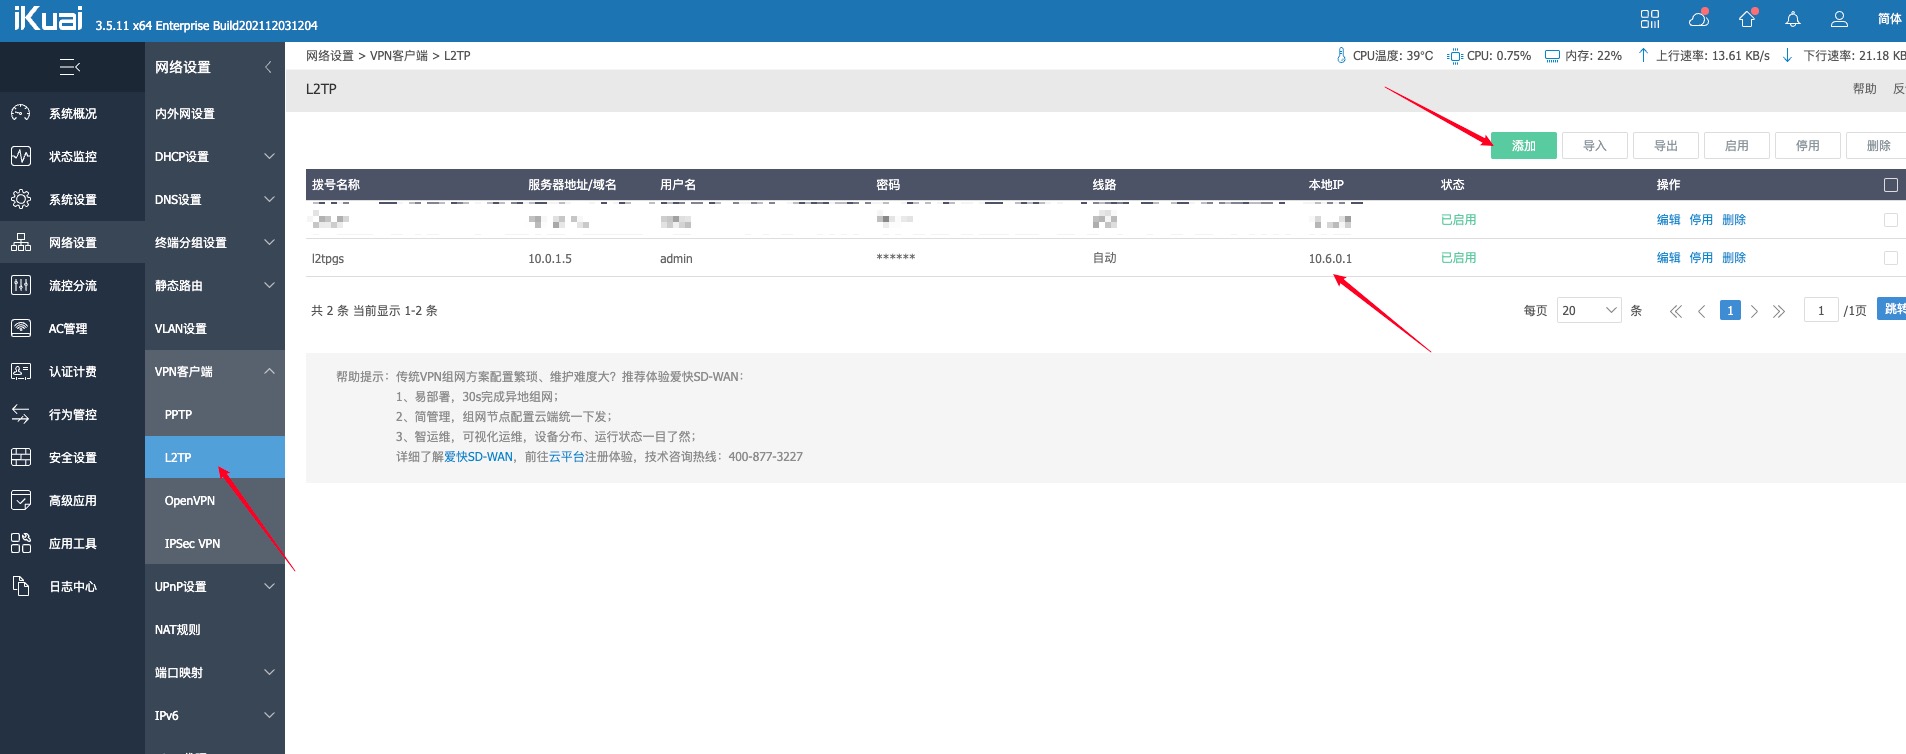 iKuai 3.5.11 x64 Enterprise Build202112031204
简体
网络设置
网络设置 > VPN客户端 > L2TP
CPU温度: 39°C
CPU: 0.75%
内存: 22%
上行速率: 13.61 KB/s
下行速率: 21.18 KB
L2TP
帮助
系统概况
状态监控
系统设置
网络设置
流控分流
AC管理
认证计费
行为管控
安全设置
高级应用
应用工具
日志中心
内外网设置
DHCP设置
DNS设置
终端分组设置
静态路由
VLAN设置
VPN客户端
PPTP
L2TP
OpenVPN
IPSec VPN
UPnP设置
NAT规则
端口映射
IPv6
添加 导入 导出 启用 停用 删除
拨号名称 服务器地址/域名 用户名 密码 线路 本地IP 状态 操作
已启用 编辑 停用 删除
l2tpgs 10.0.1.5 admin ****** 自动 10.6.0.1 已启用 编辑 停用 删除
共 2 条 当前显示 1-2 条
每页 20 条 1 1 /1页 跳转
帮助提示：传统VPN组网方案配置繁琐、维护难度大？推荐体验爱快SD-WAN：
1、易部署，30s完成异地组网；
2、简管理，组网节点配置云端统一下发；
3、智运维，可视化运维，设备分布、运行状态一目了然；
详细了解爱快SD-WAN，前往云平台注册体验，技术咨询热线：400-877-3227